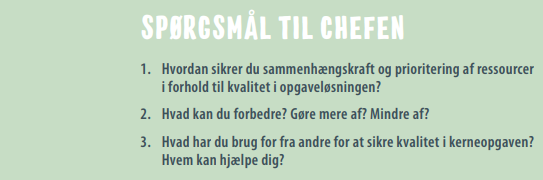 SPØRGSMÅL TIL CHEFEN
1. Hvordan sikrer du sammenhængskraft og prioritering af ressourcer
i forhold til kvalitet i opgaveløsningen?
2. Hvad kan du forbedre? Gøre mere af? Mindre af?
3. Hvad har du brug for fra andre for at sikre kvalitet i kerneopgaven?
Hvem kan hjælpe dig?